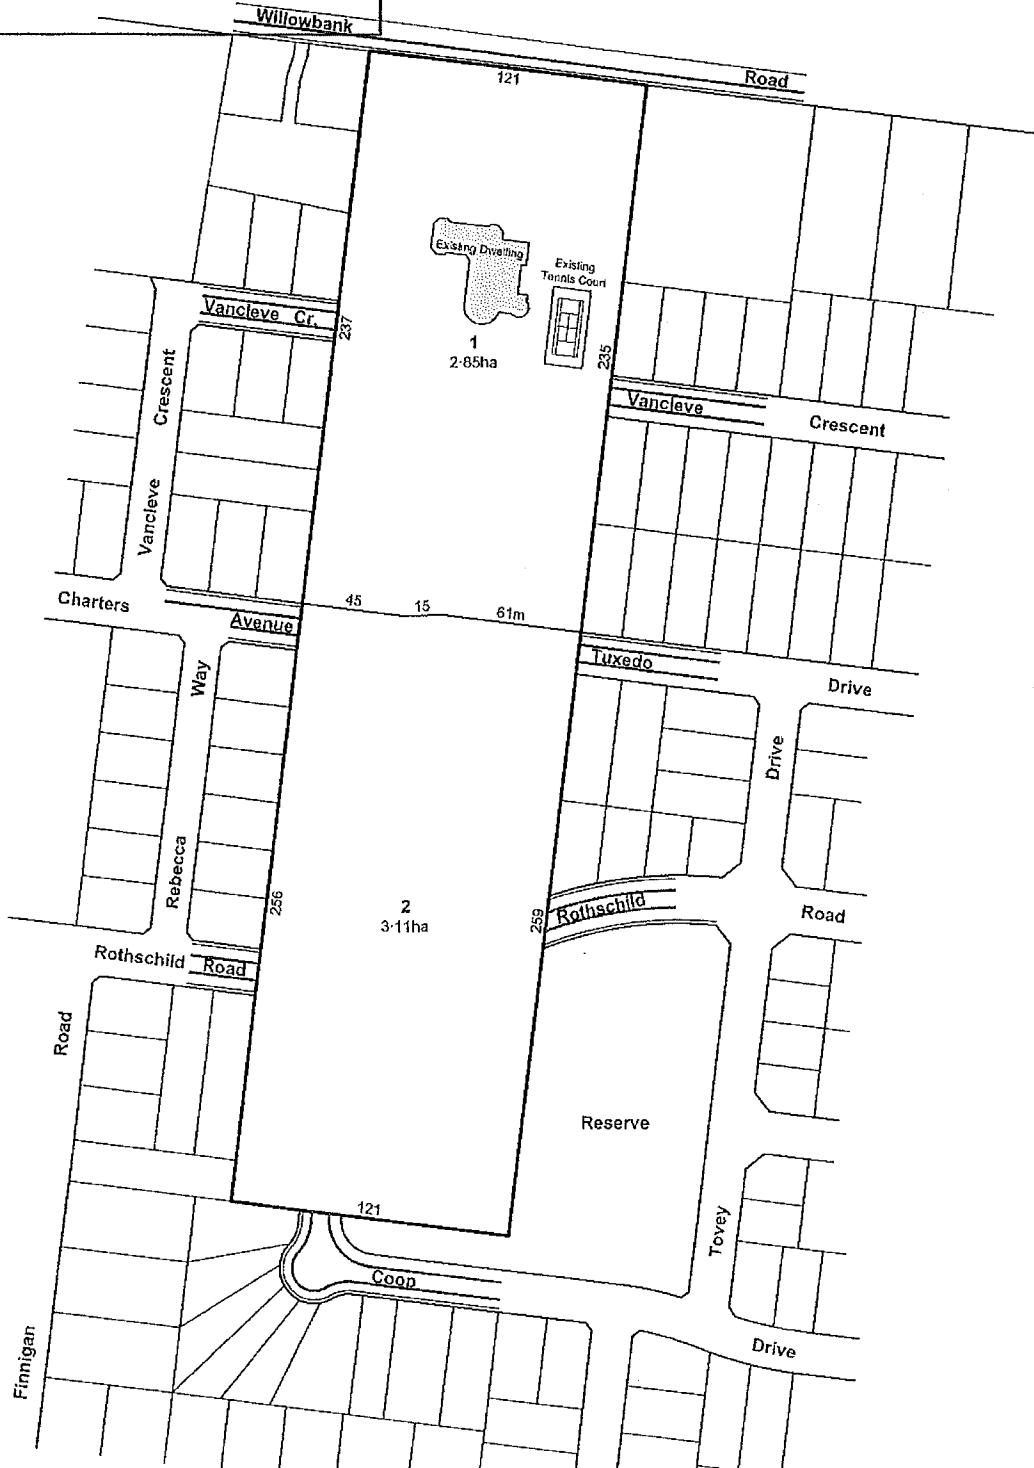 Willowbank
Road
121
Existing Dwelling
Existing
Tennis Court
Vancleve Cr.
237
1
2·85ha
235
Crescent
Vancleve
Vancleve
Crescent
Charters
Avenue
45
15
61m
Tuxedo
Drive
Way
Rebecca
Drive
256
2
3·11ha
259
Rothschild
Road
Rothschild
Road
Road
Reserve
121
Coop
Tovey
Drive
Finnigan